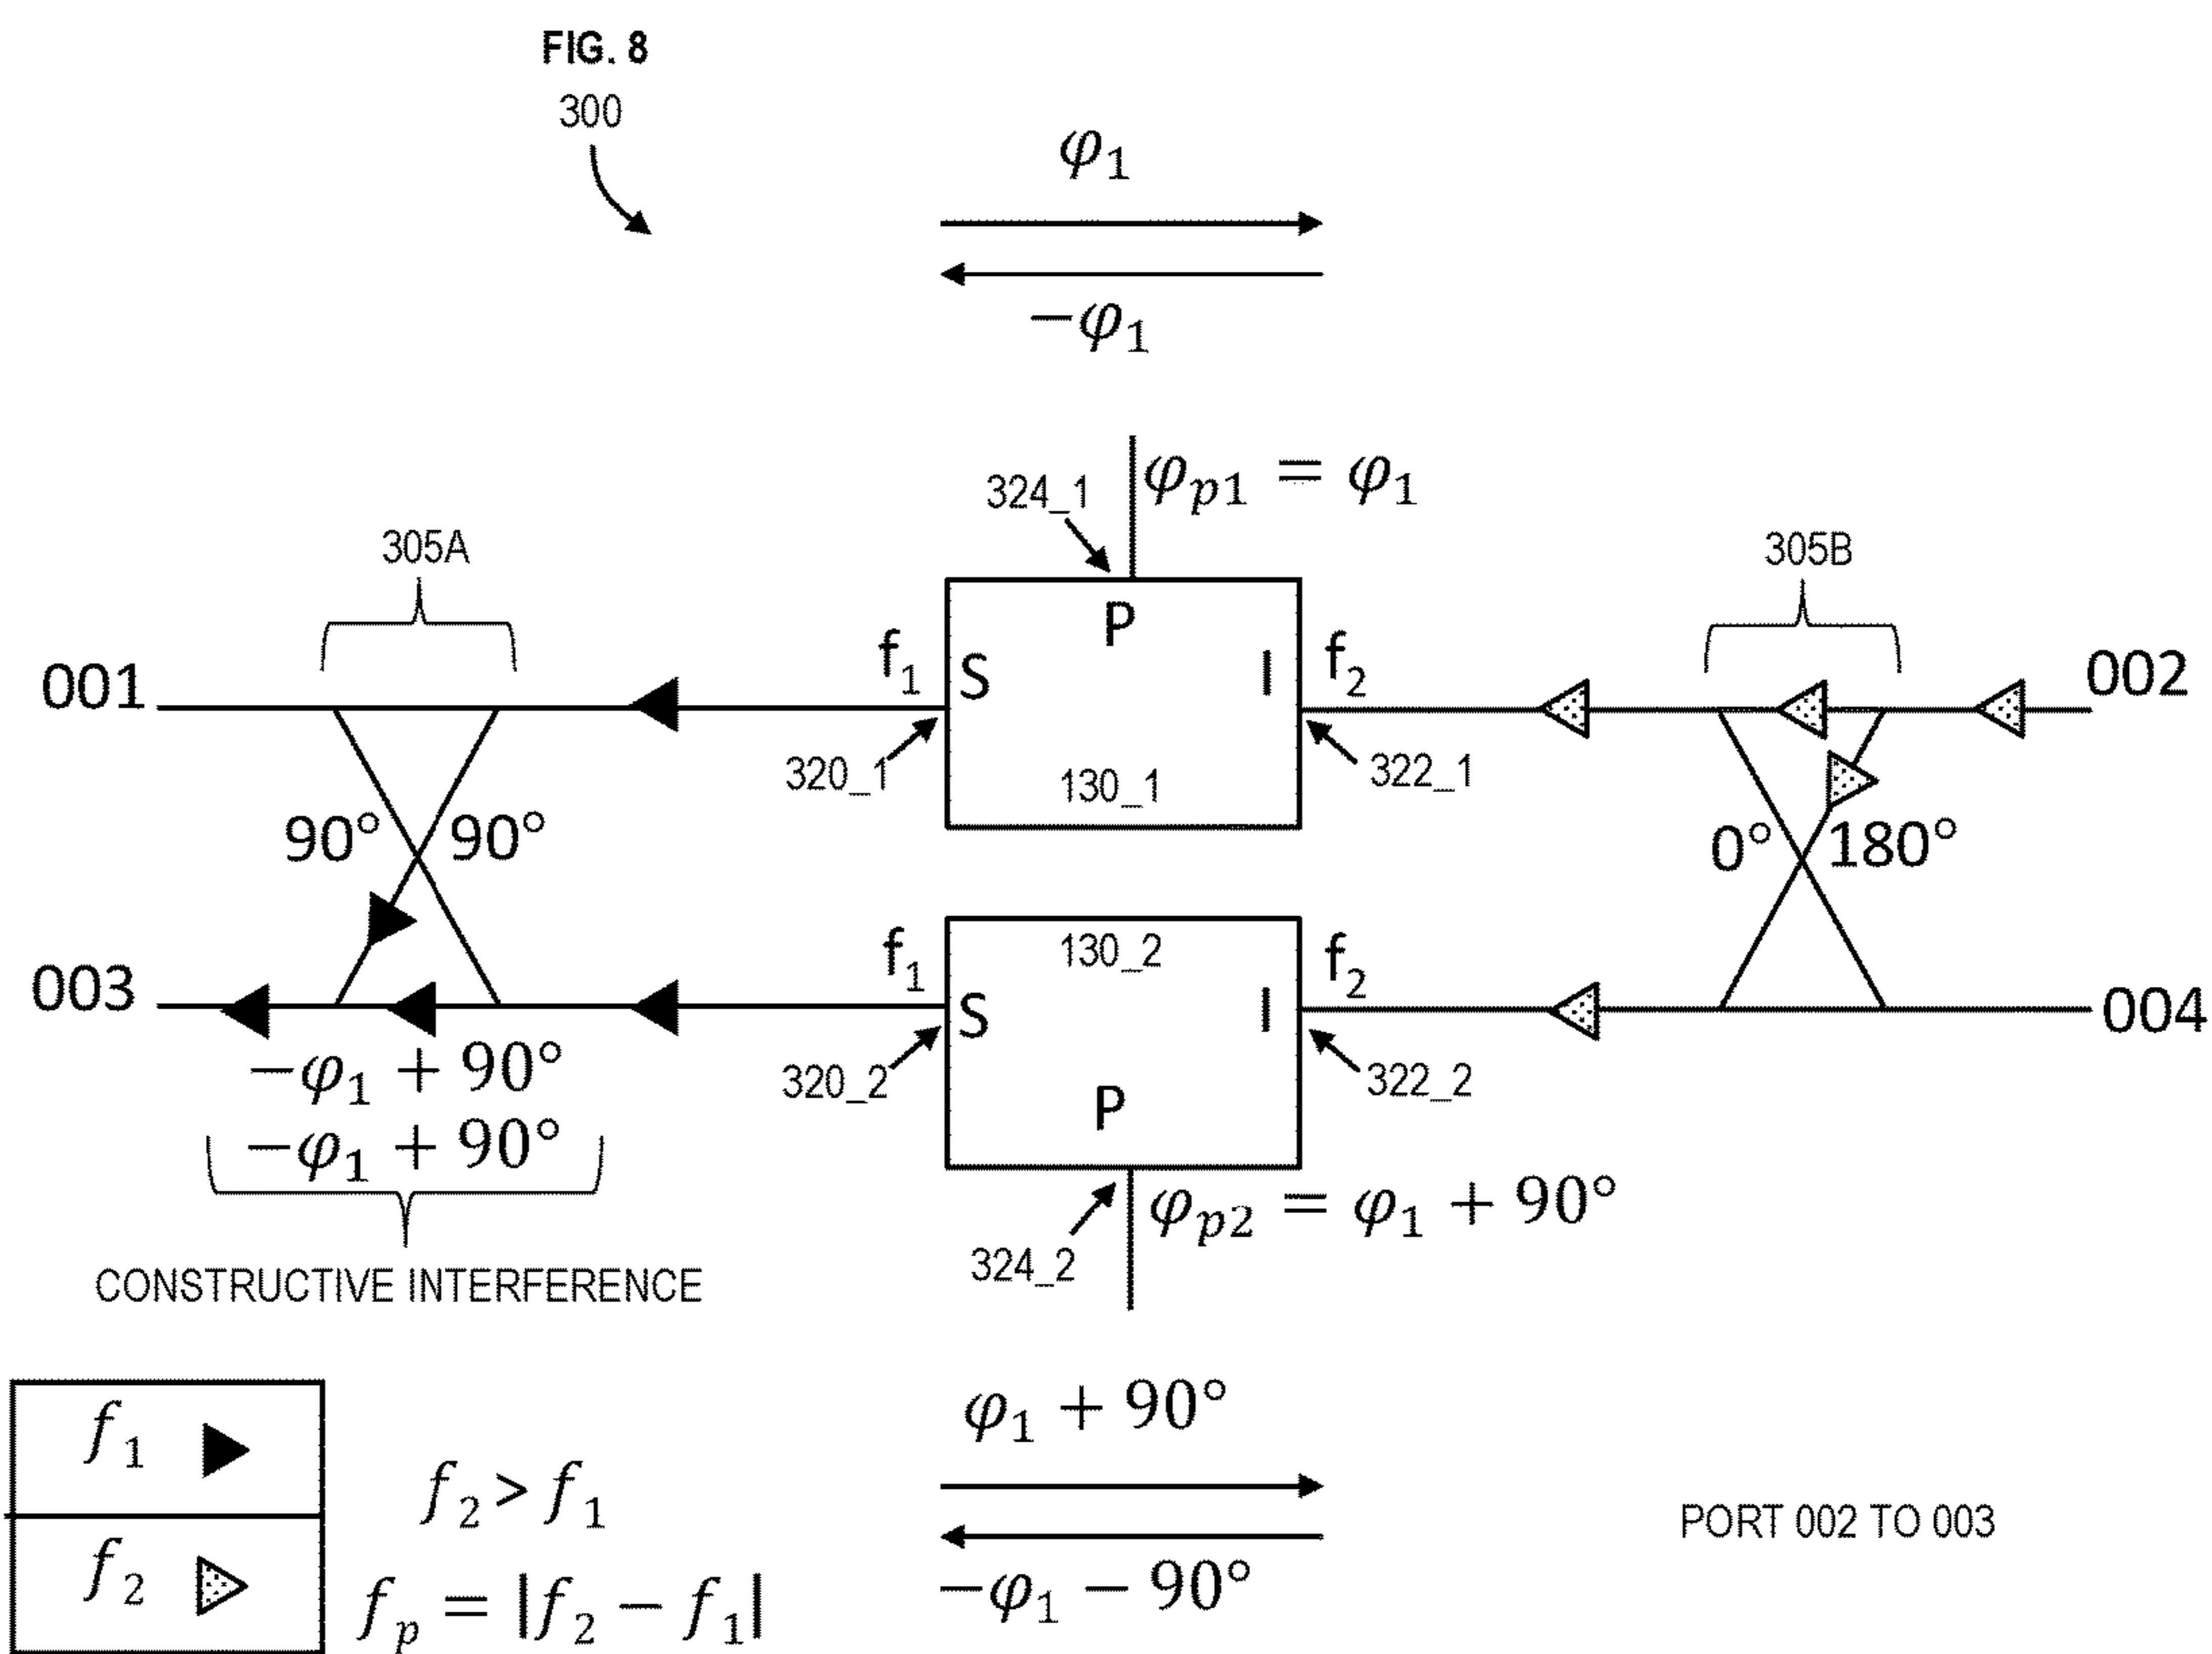 FIG. 8
300
φ₁
−φ₁
324_1
φₚ₁ = φ₁
305A
305B
P
001
f₁
S
I
f₂
002
320_1
130_1
322_1
90°
90°
0°
180°
003
f₁
S
130_2
I
f₂
004
−φ₁ + 90°
−φ₁ + 90°
320_2
P
322_2
CONSTRUCTIVE INTERFERENCE
324_2
φₚ₂ = φ₁ + 90°
f₁
f₂
f₂ > f₁
fₚ = |f₂ − f₁|
φ₁ + 90°
−φ₁ − 90°
PORT 002 TO 003